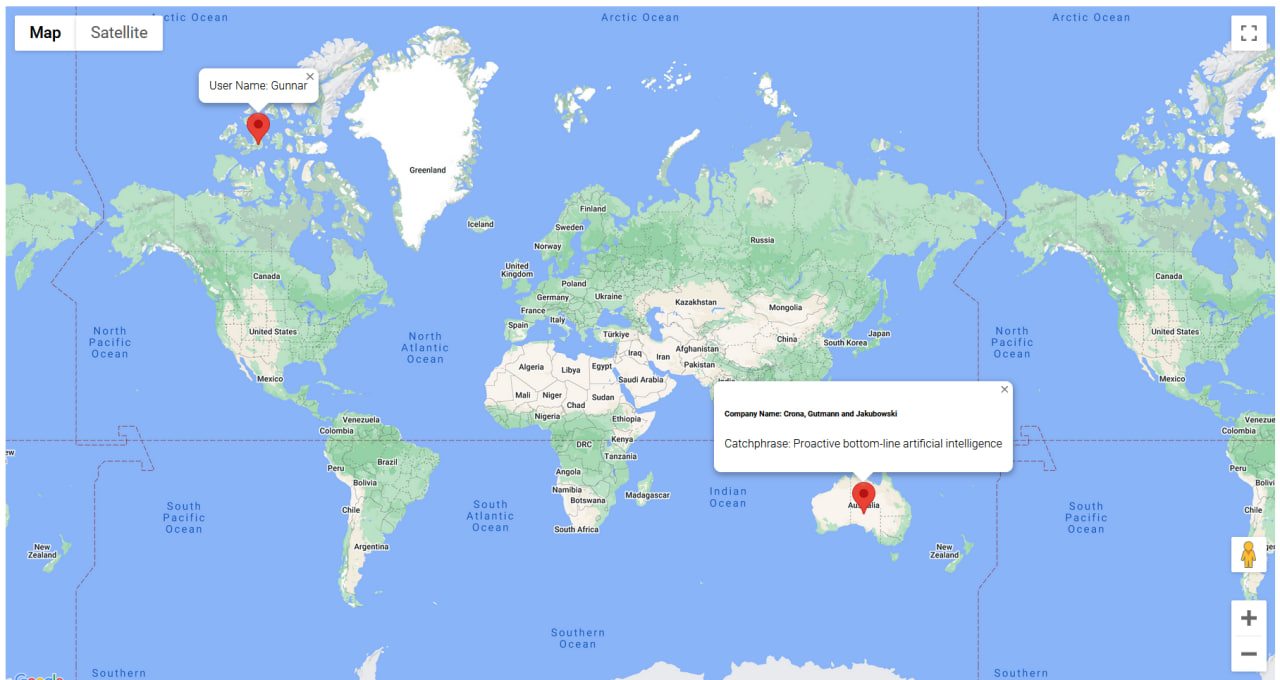 Map
Satellite
ctic Ocean
Arctic Ocean
Arctic Ocean
User Name: Gunnar
Greenland
Iceland
Finland
Sweden
Norway
Russia
United
Kingdom
Canada
Canada
Poland
Germany
Ukraine
Kazakhstan
Mongolia
France
Italy
Spain
Türkiye
United States
United States
North
Pacific
Ocean
North
Atlantic
Ocean
China
Japan
South Korea
North
Pacific
Ocean
Iraq
Iran
Afghanistan
Pakistan
Algeria
Libya
Egypt
Saudi Arabia
Mexico
Mexico
Mali
Niger
Chad
Sudan
Nigeria
Ethiopia
Company Name: Crona, Gutmann and Jakubowski
Catchphrase: Proactive bottom-line artificial intelligence
Venezuela
Colombia
Venezue
Colombia
DRC
Kenya
Tanzania
Peru
Brazil
Bolivia
Peru
Bolivi
Angola
Namibia
Botswana
Madagascar
Indian
Ocean
South
Pacific
Ocean
Chile
South
Atlantic
Ocean
South Africa
South
Pacific
Ocean
Chile
Argentina
New
Zealand
New
Zealand
Southern
Ocean
Southern
Southern